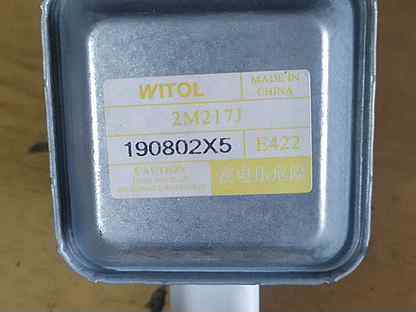 WITOL
MADE IN
CHINA
2M217J
190802X5
E422
CAUTION